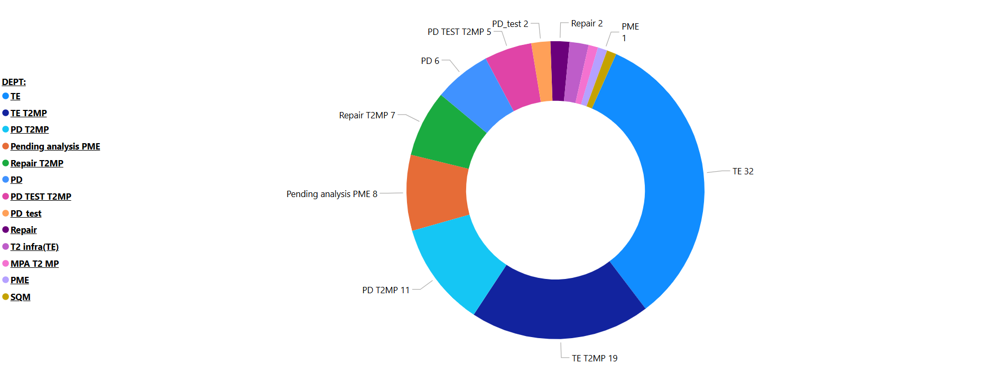 DEPT:
TE
TE T2MP
PD T2MP
Pending analysis PME
Repair T2MP
PD
PD TEST T2MP
PD_test
Repair
T2 infra(TE)
MPA T2 MP
PME
SQM
PD_test 2
Repair 2
PME
1
PD TEST T2MP 5
PD 6
Repair T2MP 7
TE 32
Pending analysis PME 8
PD T2MP 11
TE T2MP 19